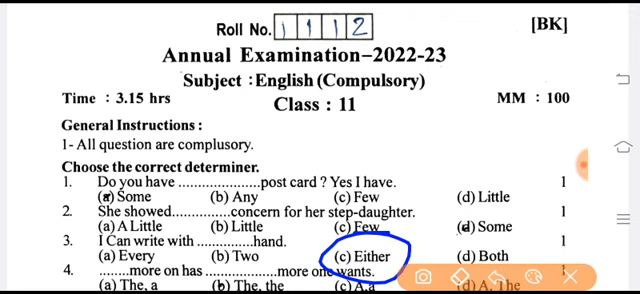 Roll No. 1 1 1 2 [BK]
Annual Examination–2022-23
Subject : English (Compulsory)
Time : 3.15 hrs Class : 11 MM : 100
General Instructions :
1- All question are complusory.
Choose the correct determiner.
1. Do you have .....................post card ? Yes I have. 1
(a) Some (b) Any (c) Few (d) Little
2. She showed...............concern for her step-daughter. 1
(a) A Little (b) Little (c) Few (d) Some
3. I Can write with ..............hand. 1
(a) Every (b) Two (c) Either (d) Both
4. ........more on has ..................more one wants. 1
(a) The, a (b) The, the (c) A,a (d) A, The